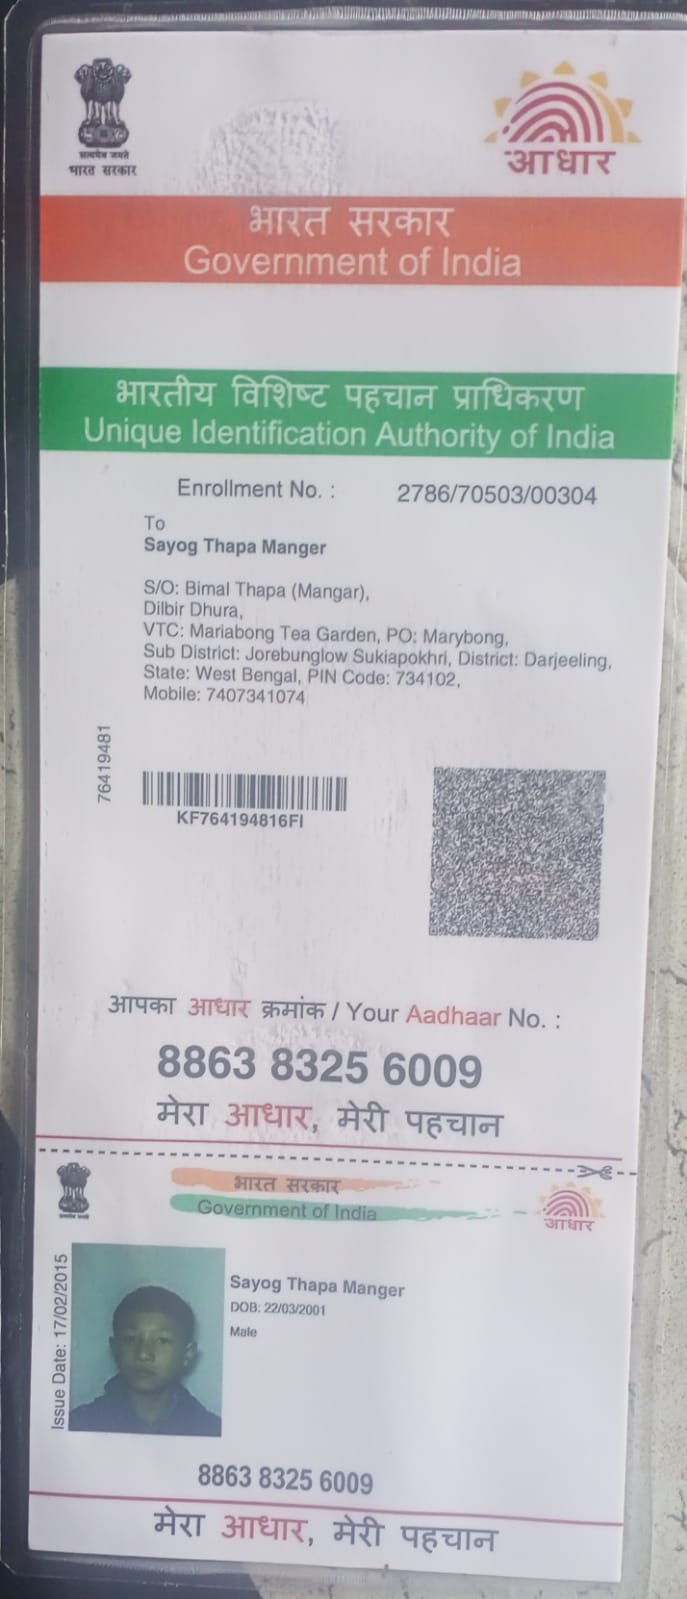 सत्यमेव जयते
भारत सरकार
आधार
भारत सरकार
Government of India
भारतीय विशिष्ट पहचान प्राधिकरण
Unique Identification Authority of India
Enrollment No. : 2786/70503/00304
To
Sayog Thapa Manger
S/O: Bimal Thapa (Mangar),
Dilbir Dhura,
VTC: Mariabong Tea Garden, PO: Marybong,
Sub District: Jorebunglow Sukiapokhri, District: Darjeeling,
State: West Bengal, PIN Code: 734102,
Mobile: 7407341074
76419481
KF764194816FI
आपका आधार क्रमांक / Your Aadhaar No. :
8863 8325 6009
मेरा आधार, मेरी पहचान
भारत सरकार
Government of India
आधार
Issue Date: 17/02/2015
Sayog Thapa Manger
DOB: 22/03/2001
Male
8863 8325 6009
मेरा आधार, मेरी पहचान